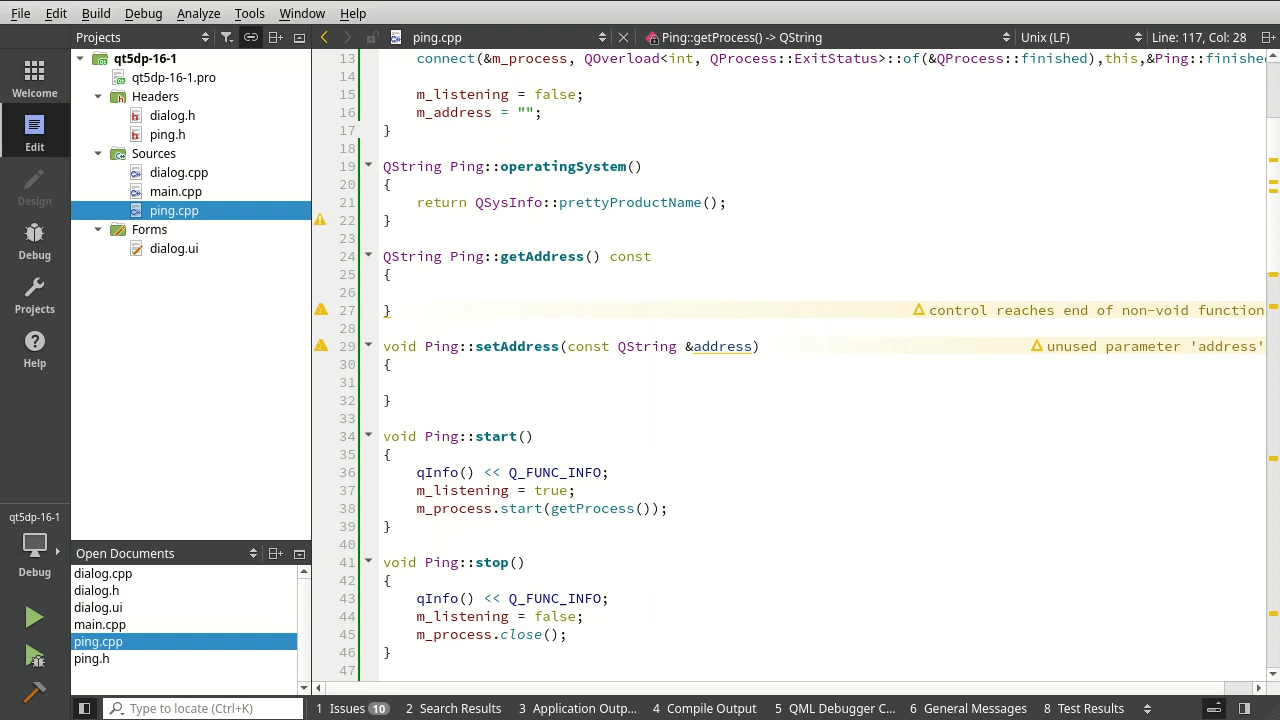 File Edit Build Debug Analyze Tools Window Help
Projects
ping.cpp
Ping::getProcess() -> QString
Unix (LF)
Line: 117, Col: 28
Welcome
Edit
Design
Debug
Projects
Help
qt5dp-16-1
Debug
qt5dp-16-1
qt5dp-16-1.pro
Headers
dialog.h
ping.h
Sources
dialog.cpp
main.cpp
ping.cpp
Forms
dialog.ui
Open Documents
dialog.cpp
dialog.h
dialog.ui
main.cpp
ping.cpp
ping.h
13 connect(&m_process, QOverload<int, QProcess::ExitStatus>::of(&QProcess::finished),this,&Ping::finishe
14
15 m_listening = false;
16 m_address = "";
17 }
18
19 QString Ping::operatingSystem()
20 {
21 return QSysInfo::prettyProductName();
22 }
23
24 QString Ping::getAddress() const
25 {
26
27 } control reaches end of non-void function
28
29 void Ping::setAddress(const QString &address) unused parameter 'address'
30 {
31
32 }
33
34 void Ping::start()
35 {
36 qInfo() << Q_FUNC_INFO;
37 m_listening = true;
38 m_process.start(getProcess());
39 }
40
41 void Ping::stop()
42 {
43 qInfo() << Q_FUNC_INFO;
44 m_listening = false;
45 m_process.close();
46 }
47
Type to locate (Ctrl+K)
1 Issues 10
2 Search Results
3 Application Outp...
4 Compile Output
5 QML Debugger C...
6 General Messages
8 Test Results